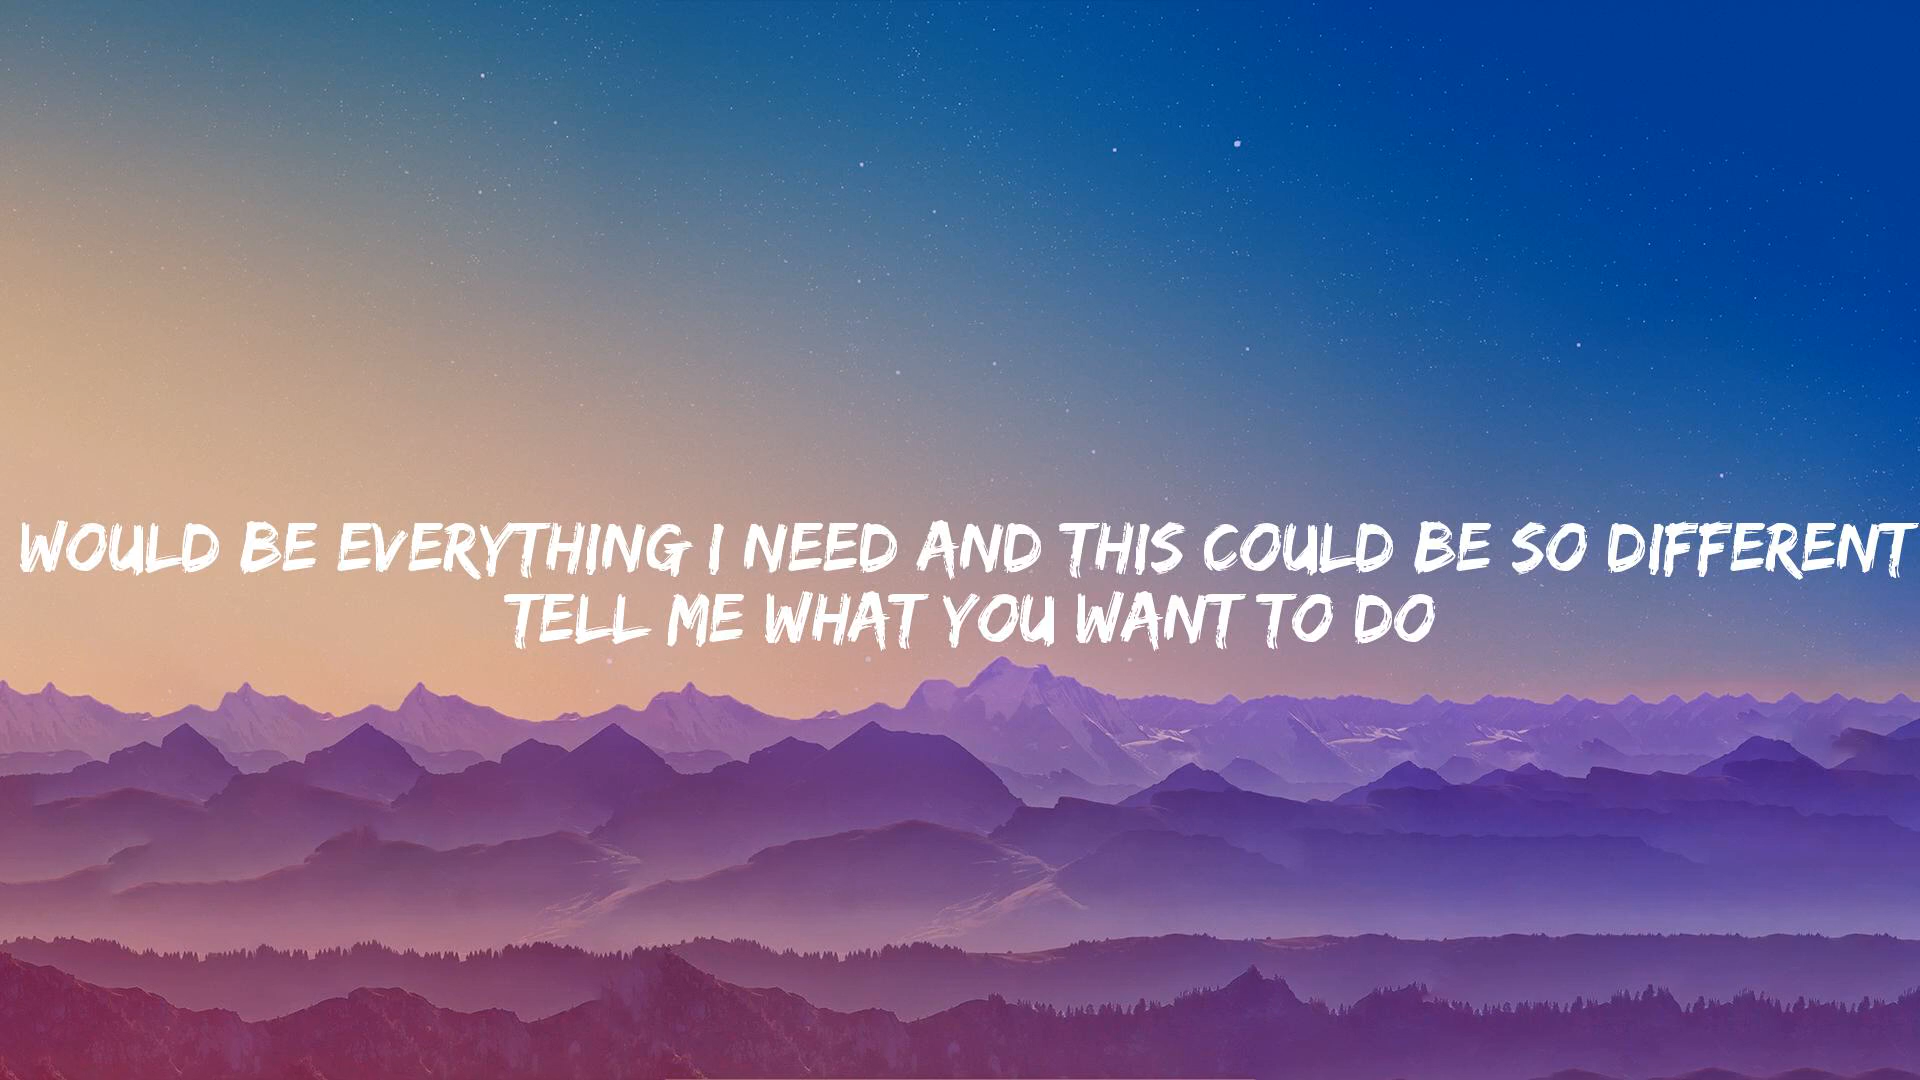 WOULD BE EVERYTHING I NEED AND THIS COULD BE SO DIFFERENT
TELL ME WHAT YOU WANT TO DO